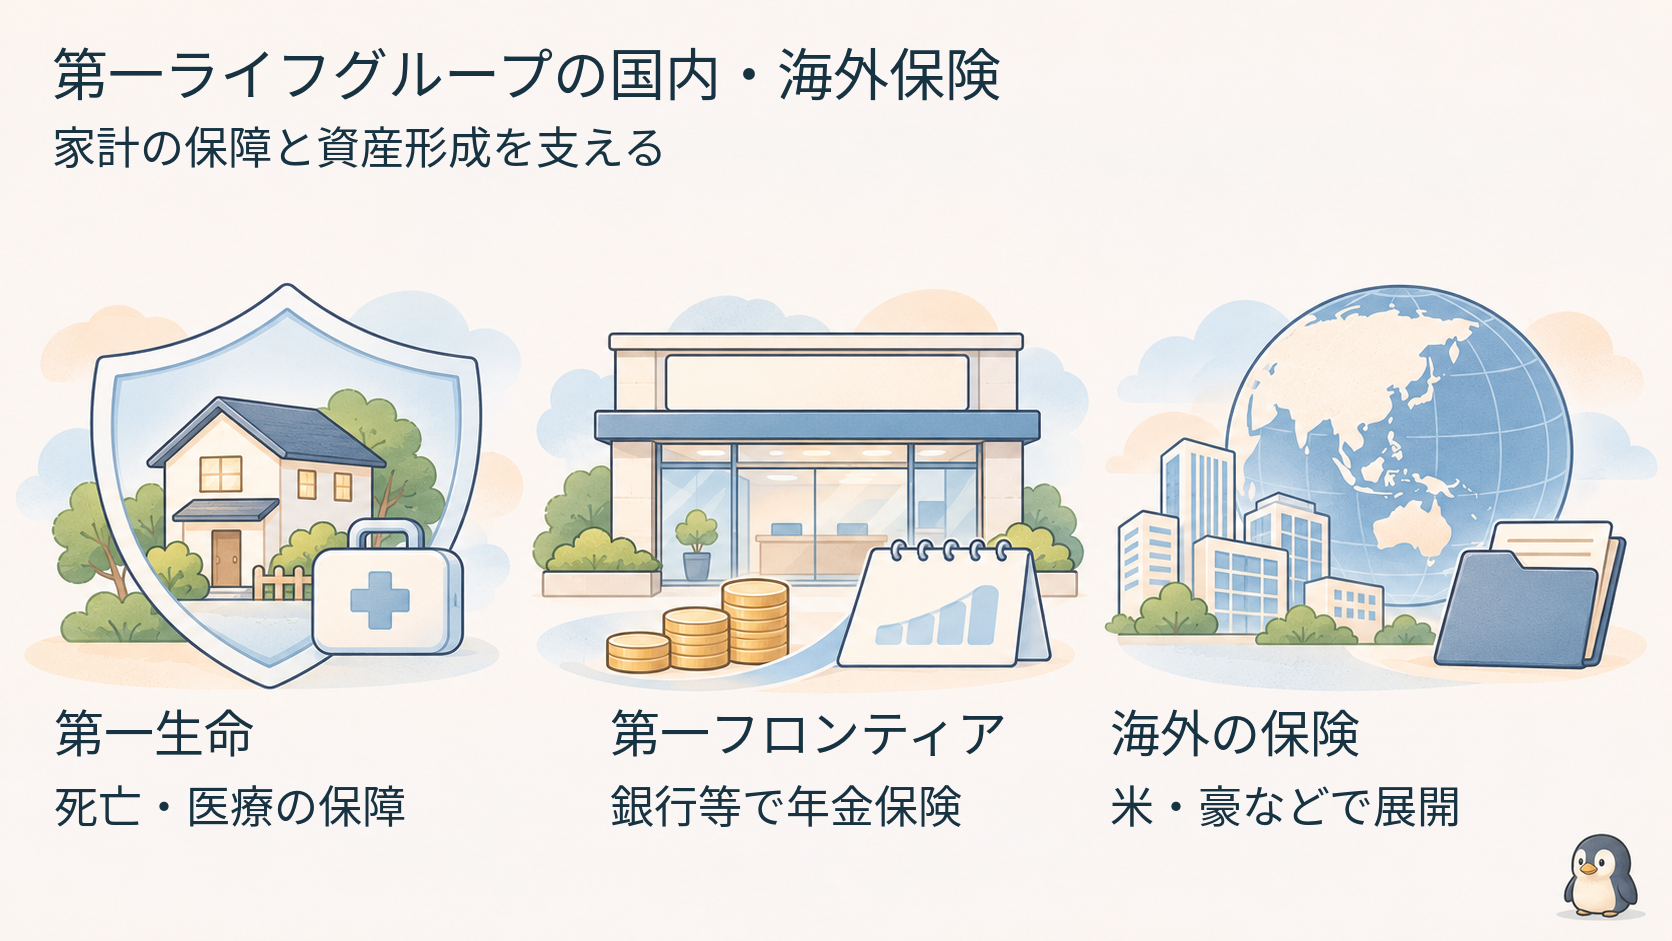 第一ライフグループの国内・海外保険
家計の保障と資産形成を支える
第一生命
死亡・医療の保障
第一フロンティア
銀行等で年金保険
海外の保険
米・豪などで展開